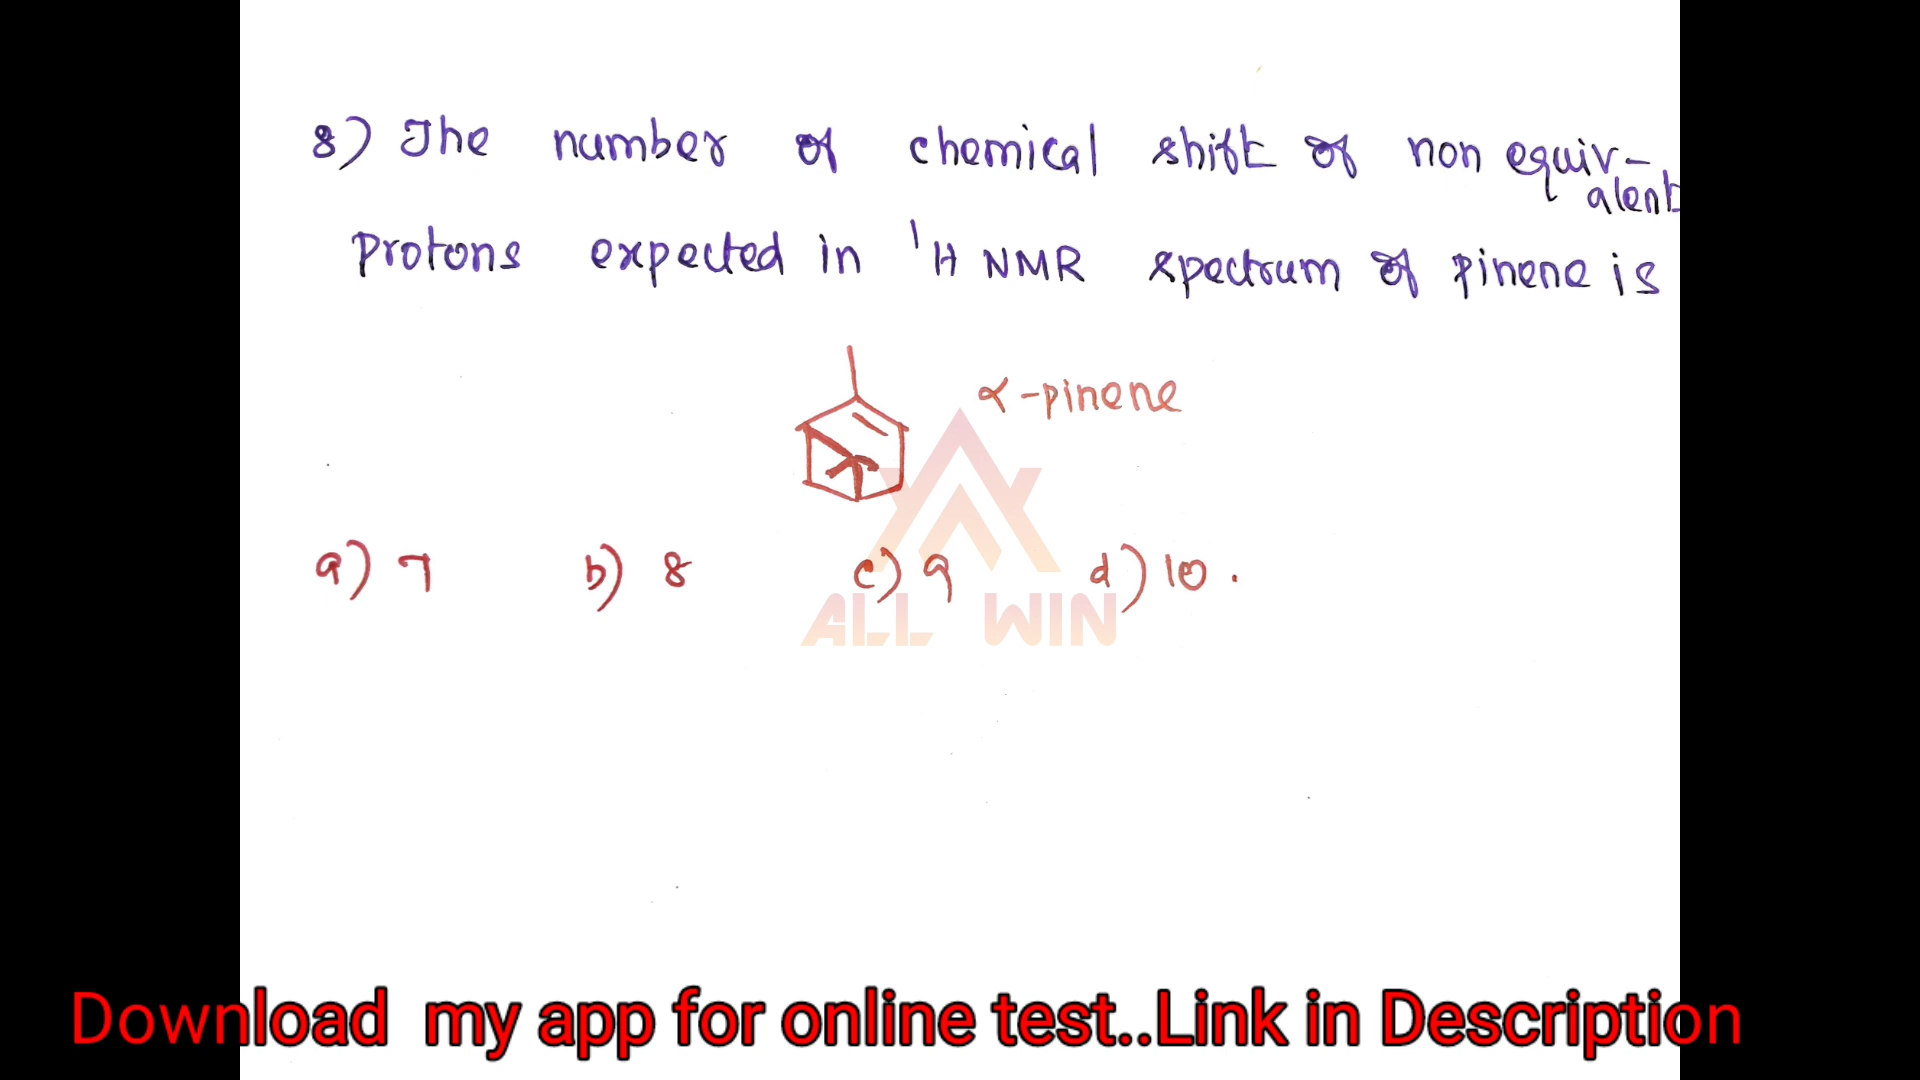 8) The number of chemical shift of non equiv-
alent
protons expected in ¹H NMR spectrum of pinene is
α-pinene
a) 7 b) 8 c) 9 d) 10.
ALL WIN
Download my app for online test..Link in Description